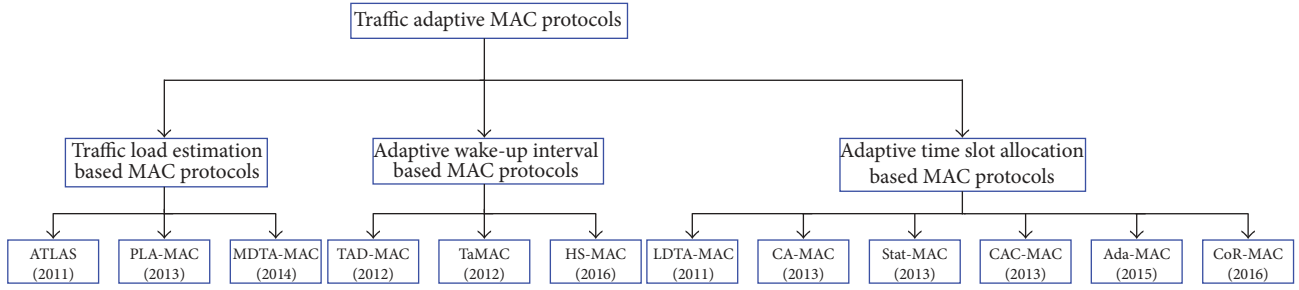 Traffic adaptive MAC protocols
Traffic load estimation
based MAC protocols
Adaptive wake-up interval
based MAC protocols
Adaptive time slot allocation
based MAC protocols
ATLAS
(2011)
PLA-MAC
(2013)
MDTA-MAC
(2014)
TAD-MAC
(2012)
TaMAC
(2012)
HS-MAC
(2016)
LDTA-MAC
(2011)
CA-MAC
(2013)
Stat-MAC
(2013)
CAC-MAC
(2013)
Ada-MAC
(2015)
CoR-MAC
(2016)